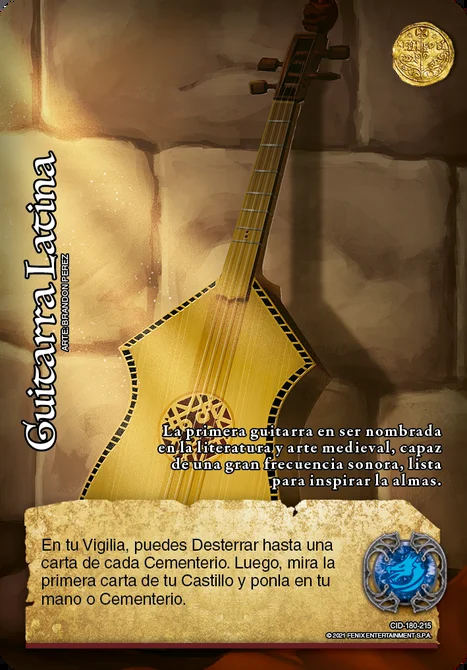 Guitarra Latina
ARTE: BRANDON PEREZ
La primera guitarra en ser nombrada
en la literatura y arte medieval, capaz
de una gran frecuencia sonora, lista
para inspirar la almas.
En tu Vigilia, puedes Desterrar hasta una
carta de cada Cementerio. Luego, mira la
primera carta de tu Castillo y ponla en tu
mano o Cementerio.
CID-180-215
©2021 FENIX ENTERTAINMENT S.P.A.